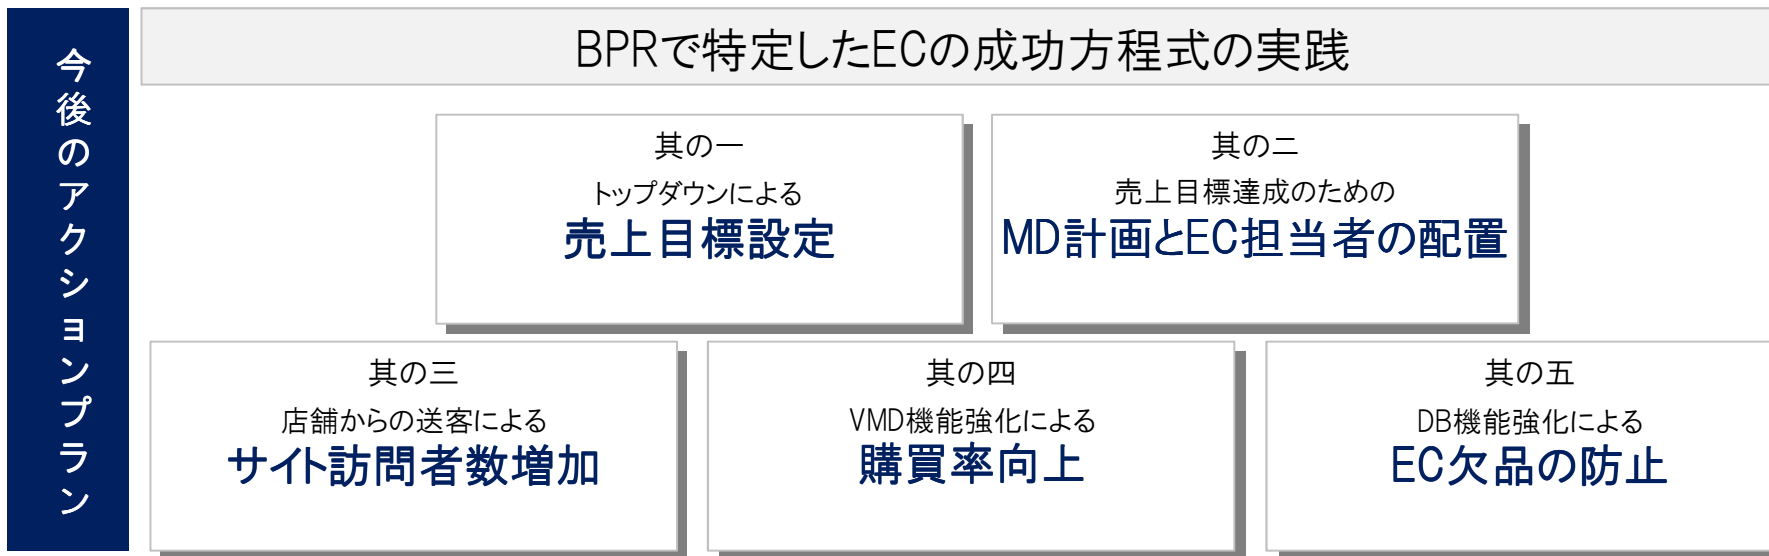 今後のアクションプラン
BPRで特定したECの成功方程式の実践
其の一
トップダウンによる
売上目標設定
其の二
売上目標達成のための
MD計画とEC担当者の配置
其の三
店舗からの送客による
サイト訪問者数増加
其の四
VMD機能強化による
購買率向上
其の五
DB機能強化による
EC欠品の防止